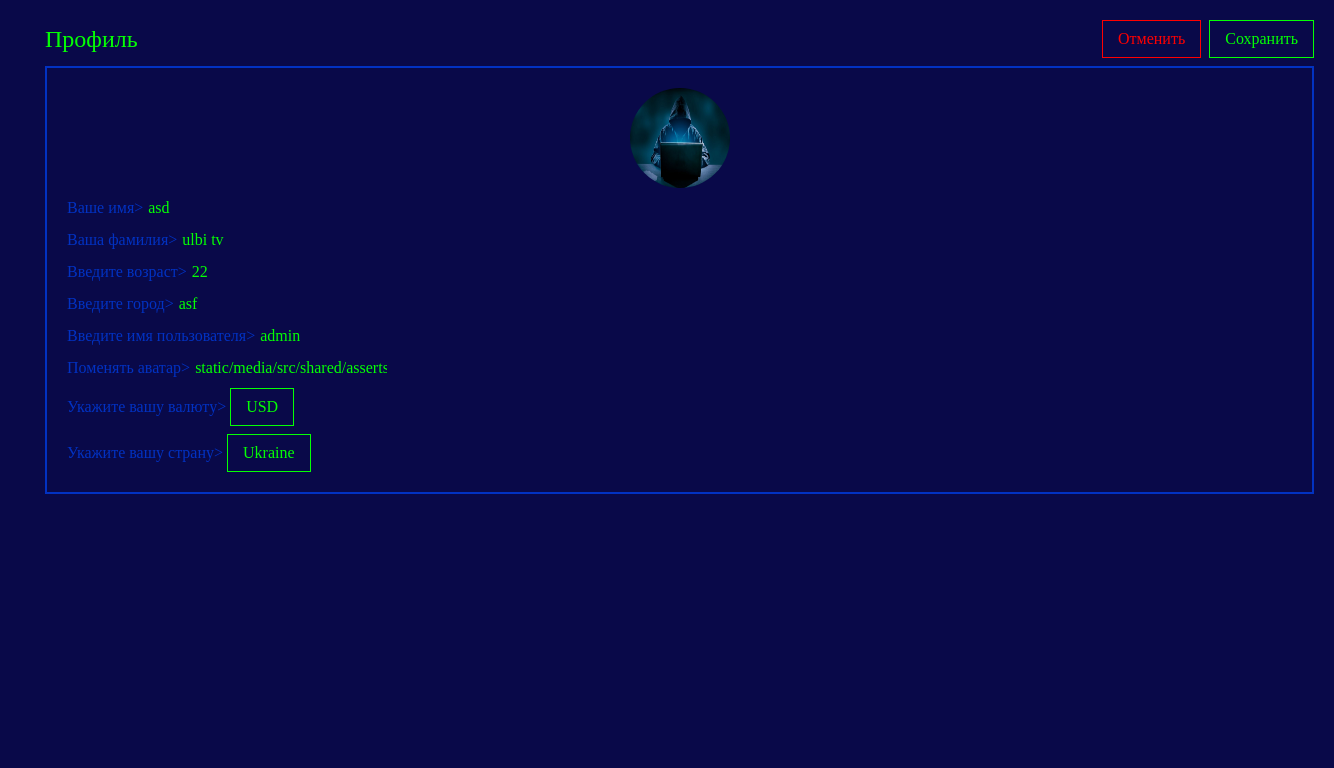 Профиль
Отменить
Сохранить
Ваше имя> asd
Ваша фамилия> ulbi tv
Введите возраст> 22
Введите город> asf
Введите имя пользователя> admin
Поменять аватар> static/media/src/shared/asserts
Укажите вашу валюту> USD
Укажите вашу страну> Ukraine